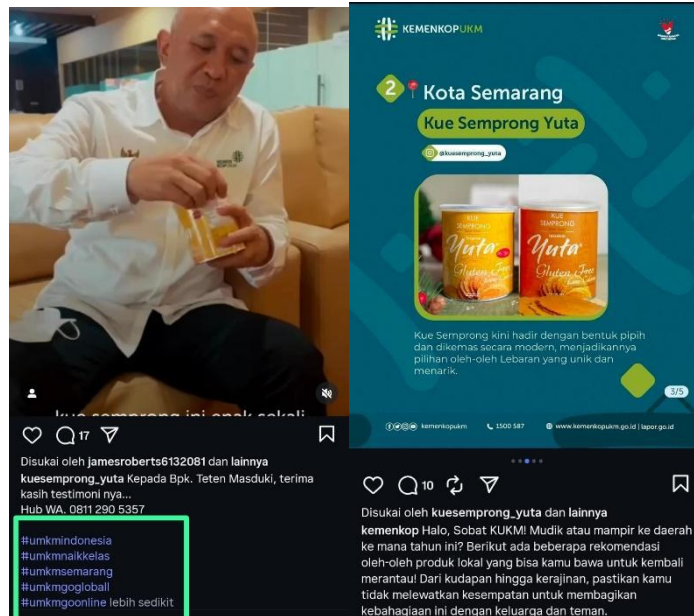 KEMEN
KOP UKM
kue semprong ini enak sekali
17
Disukai oleh jamesroberts6132081 dan lainnya
kuesemprong_yuta Kepada Bpk. Teten Masduki, terima
kasih testimoni nya...
Hub WA. 0811 290 5357
#umkmindonesia
#umkmnaikkelas
#umkmsemarang
#umkmgogloball
#umkmgoonline lebih sedikit
KEMENKOPUKM
2
Kota Semarang
Kue Semprong Yuta
@kuesemprong_yuta
KUE
SEMPRONG
Yuta
Gluten Free
KUE
SEMPRONG
Yuta
Gluten Free
Kue Semprong kini hadir dengan bentuk pipih
dan dikemas secara modern, menjadikannya
pilihan oleh-oleh Lebaran yang unik dan
menarik.
3/5
kemenkopukm 1500 587 www.kemenkopukm.go.id | lapor.go.id
10
Disukai oleh kuesemprong_yuta dan lainnya
kemenkop Halo, Sobat KUKM! Mudik atau mampir ke daerah
ke mana tahun ini? Berikut ada beberapa rekomendasi
oleh-oleh produk lokal yang bisa kamu bawa untuk kembali
merantau! Dari kudapan hingga kerajinan, pastikan kamu
tidak melewatkan kesempatan untuk membagikan
kebahagiaan ini dengan keluarga dan teman.